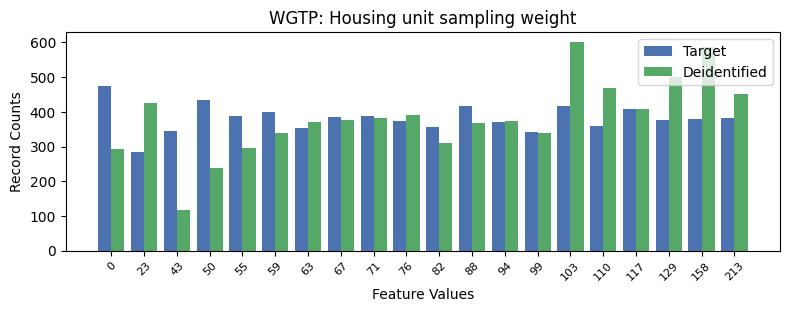 WGTP: Housing unit sampling weight
Target
Deidentified
Record Counts
600
500
400
300
200
100
0
0 23 43 50 55 59 63 67 71 76 82 88 94 99 103 110 117 129 158 213
Feature Values